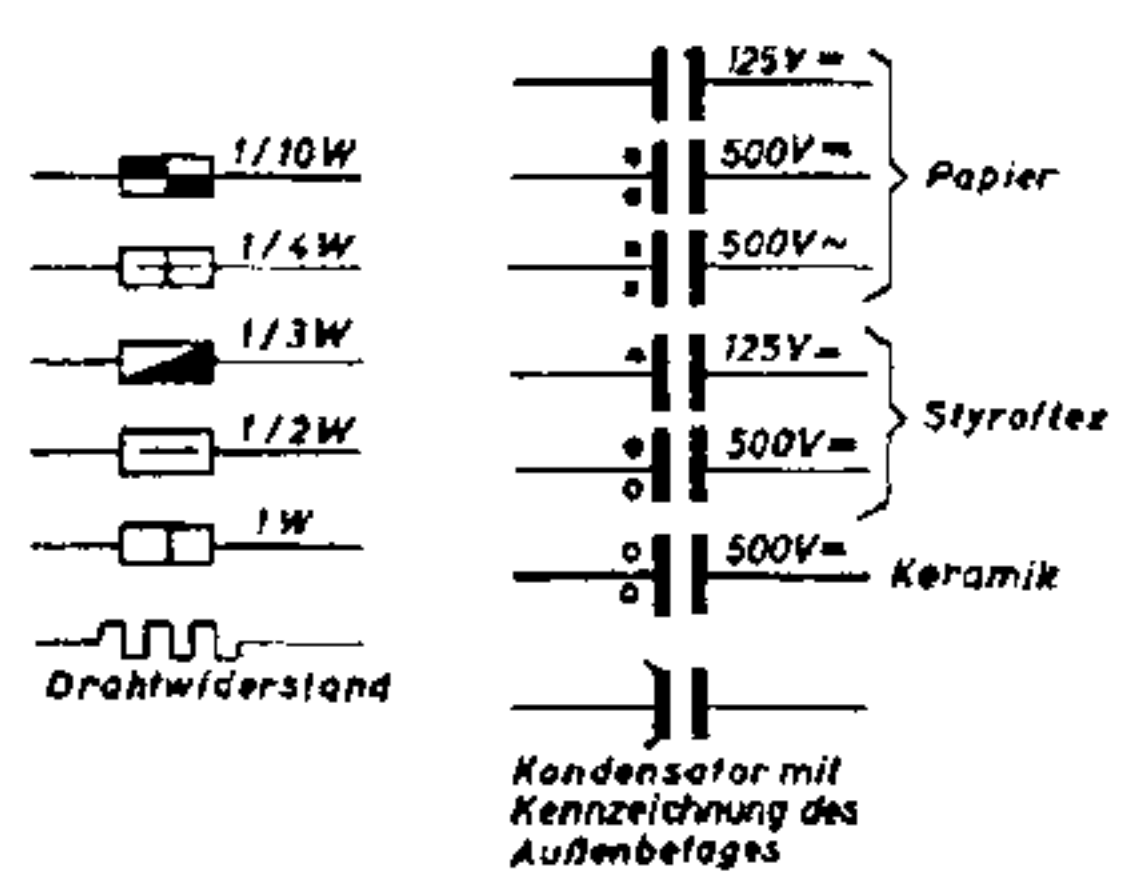 1/10W
1/4W
1/3W
1/2W
1W
Drahtwiderstand
125V=
500V=
500V~
Papier
125V=
500V=
Styroflex
500V=
Keramik
Kondensator mit
Kennzeichnung des
Außenbelages